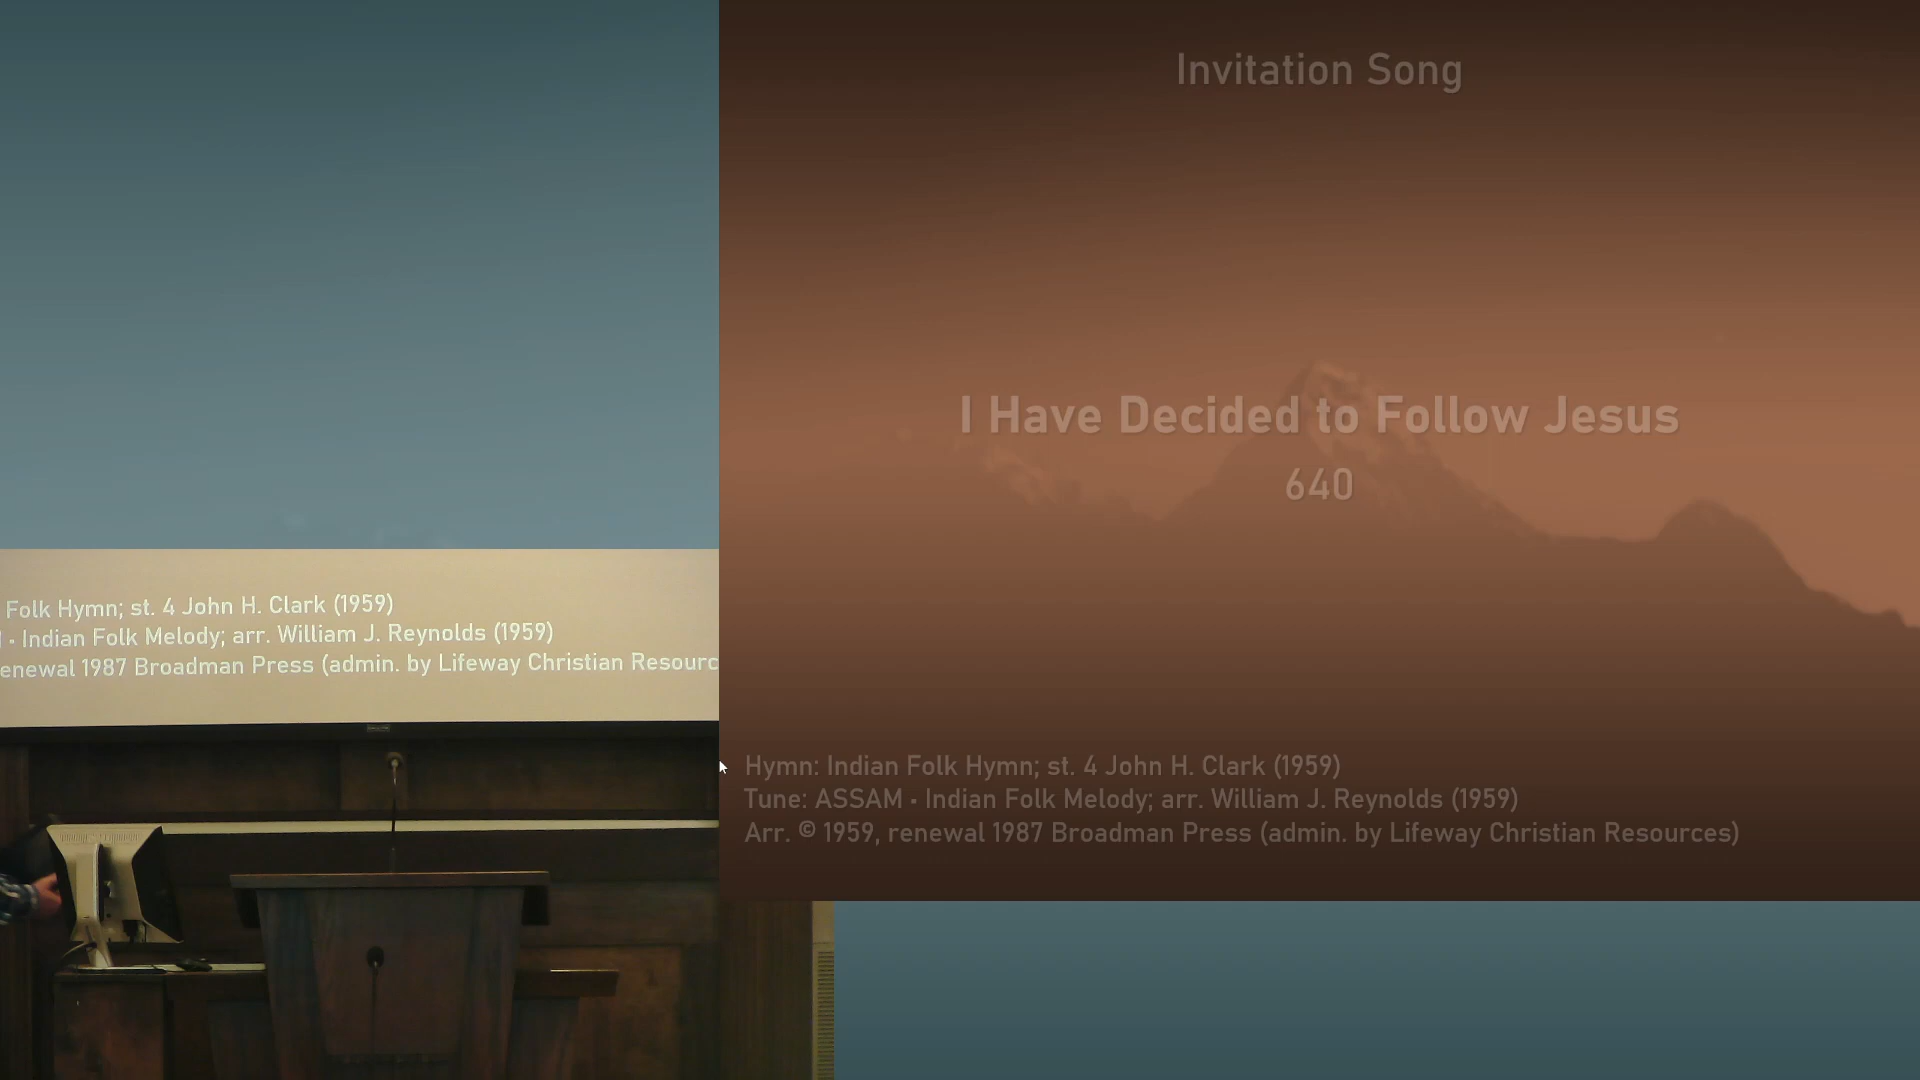 Invitation Song
I Have Decided to Follow Jesus
640
Hymn: Indian Folk Hymn; st. 4 John H. Clark (1959)
Tune: ASSAM • Indian Folk Melody; arr. William J. Reynolds (1959)
Arr. © 1959, renewal 1987 Broadman Press (admin. by Lifeway Christian Resources)
Folk Hymn; st. 4 John H. Clark (1959)
• Indian Folk Melody; arr. William J. Reynolds (1959)
enewal 1987 Broadman Press (admin. by Lifeway Christian Resourc